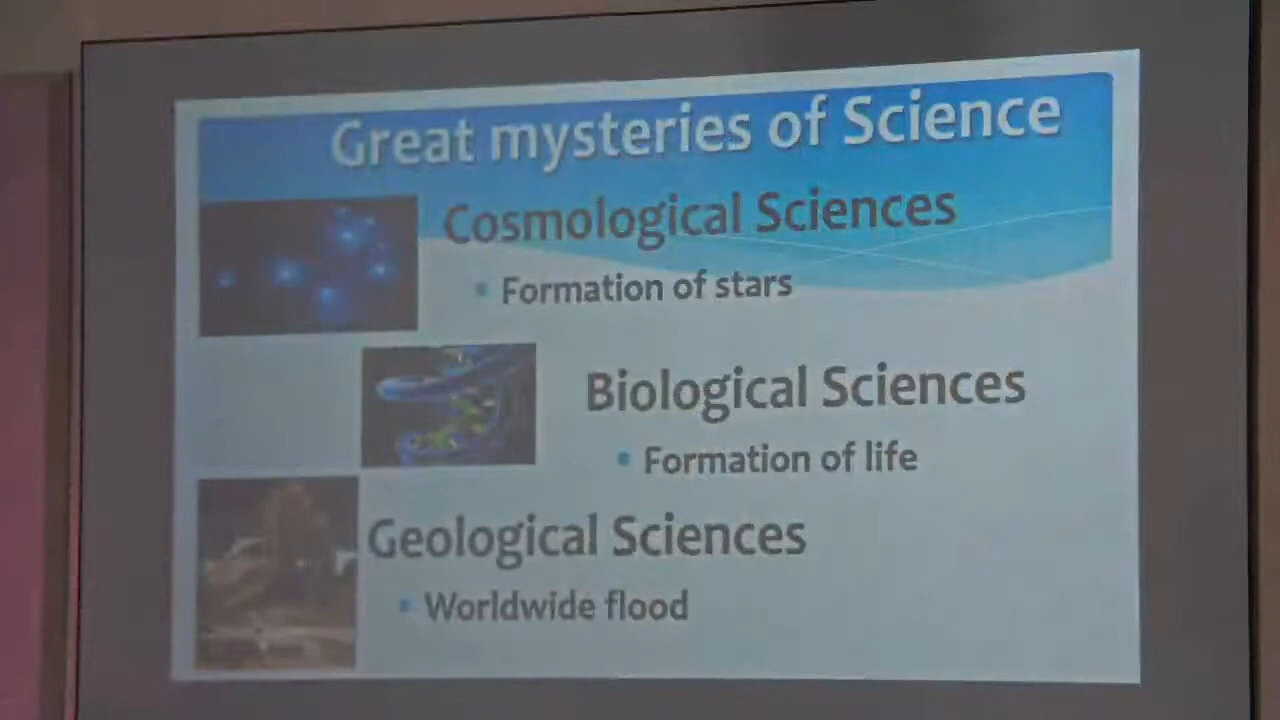 Great mysteries of Science
Cosmological Sciences
• Formation of stars
Biological Sciences
• Formation of life
Geological Sciences
• Worldwide flood